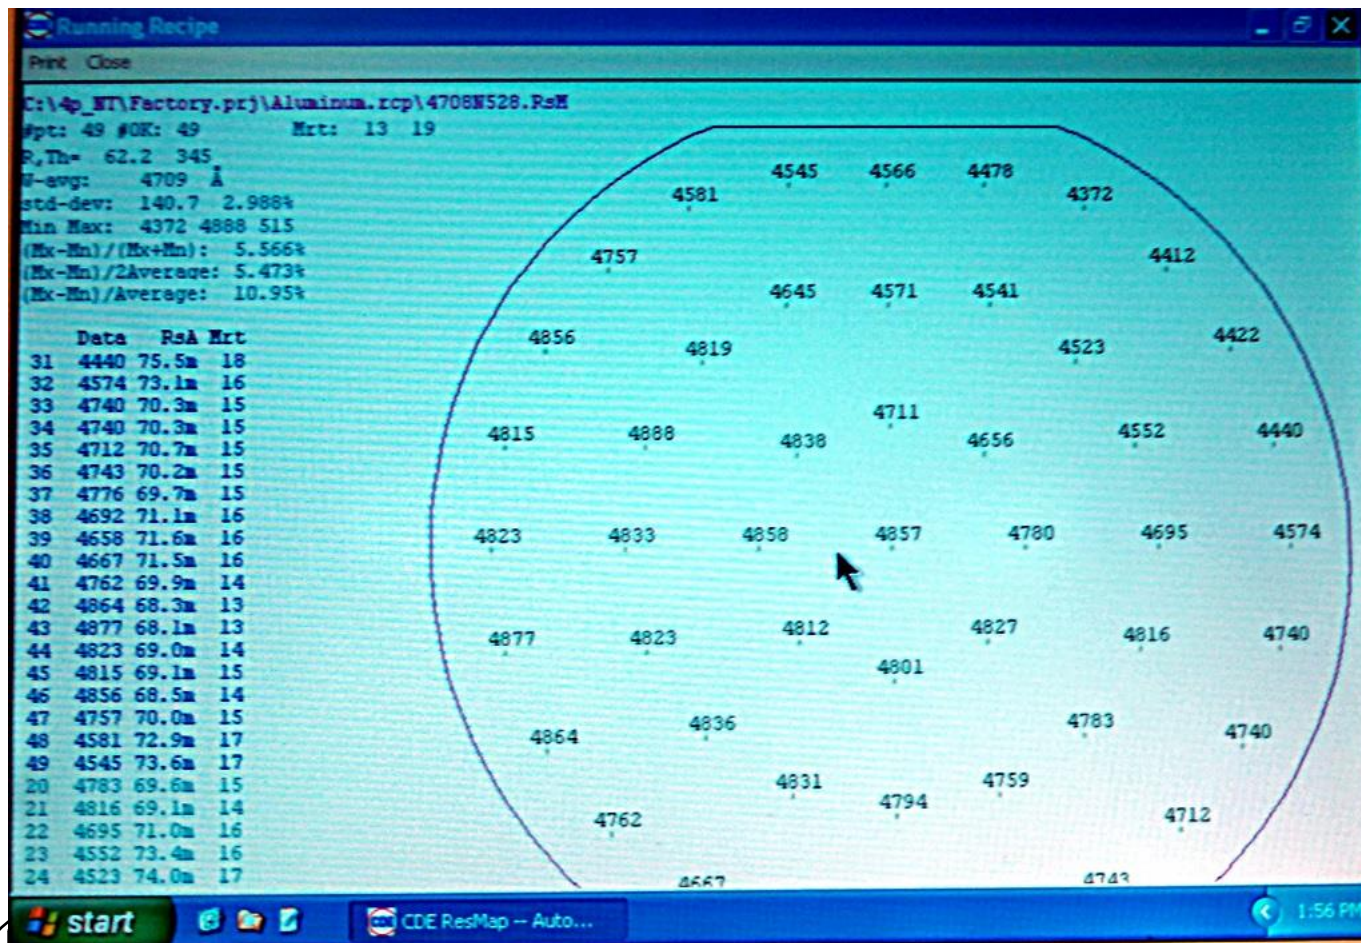 Running Recipe
Print Close
C:\4p_NT\Factory.prj\Aluminum.rcp\4708N528.RsM
#pt: 49 #OK: 49 Mrt: 13 19
R,Th= 62.2 345
W-avg: 4709 Å
std-dev: 140.7 2.988%
Min Max: 4372 4888 515
(Mx-Mn)/(Mx+Mn): 5.566%
(Mx-Mn)/2Average: 5.473%
(Mx-Mn)/Average: 10.95%
Data RsA Mrt
31 4440 75.5m 18
32 4574 73.1m 16
33 4740 70.3m 15
34 4740 70.3m 15
35 4712 70.7m 15
36 4743 70.2m 15
37 4776 69.7m 15
38 4692 71.1m 16
39 4658 71.6m 16
40 4667 71.5m 16
41 4762 69.9m 14
42 4864 68.3m 13
43 4877 68.1m 13
44 4823 69.0m 14
45 4815 69.1m 15
46 4856 68.5m 14
47 4757 70.0m 15
48 4581 72.9m 17
49 4545 73.6m 17
20 4783 69.6m 15
21 4816 69.1m 14
22 4695 71.0m 16
23 4552 73.4m 16
24 4523 74.0m 17
4545 4566 4478
4581 4372
4757 4412
4645 4571 4541
4856 4819 4523 4422
4711
4815 4888 4838 4656 4552 4440
4823 4833 4858 4857 4780 4695 4574
4877 4823 4812 4827 4816 4740
4801
4864 4836 4783 4740
4831 4794 4759
4762 4712
4667 4743
start CDE ResMap -- Auto... 1:56 PM